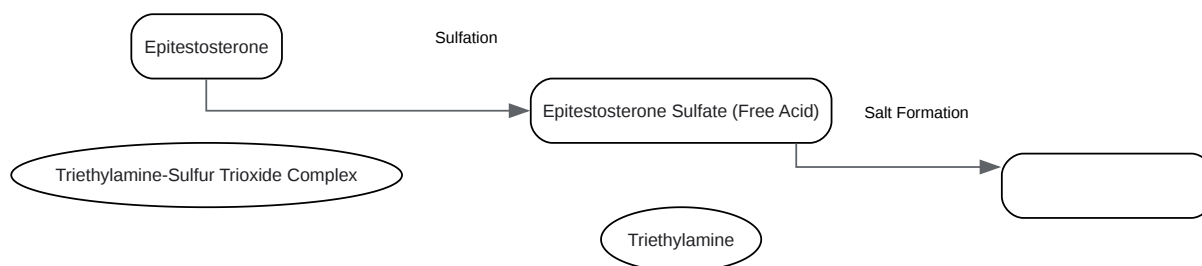 Epitestosterone
Sulfation
Epitestosterone Sulfate (Free Acid)
Salt Formation
Triethylamine-Sulfur Trioxide Complex
Triethylamine